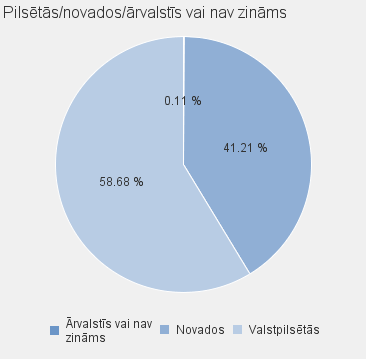 Pilsētās/novados/ārvalstīs vai nav zināms
0.11 %
41.21 %
58.68 %
Ārvalstīs vai nav
zināms
Novados
Valstpilsētās